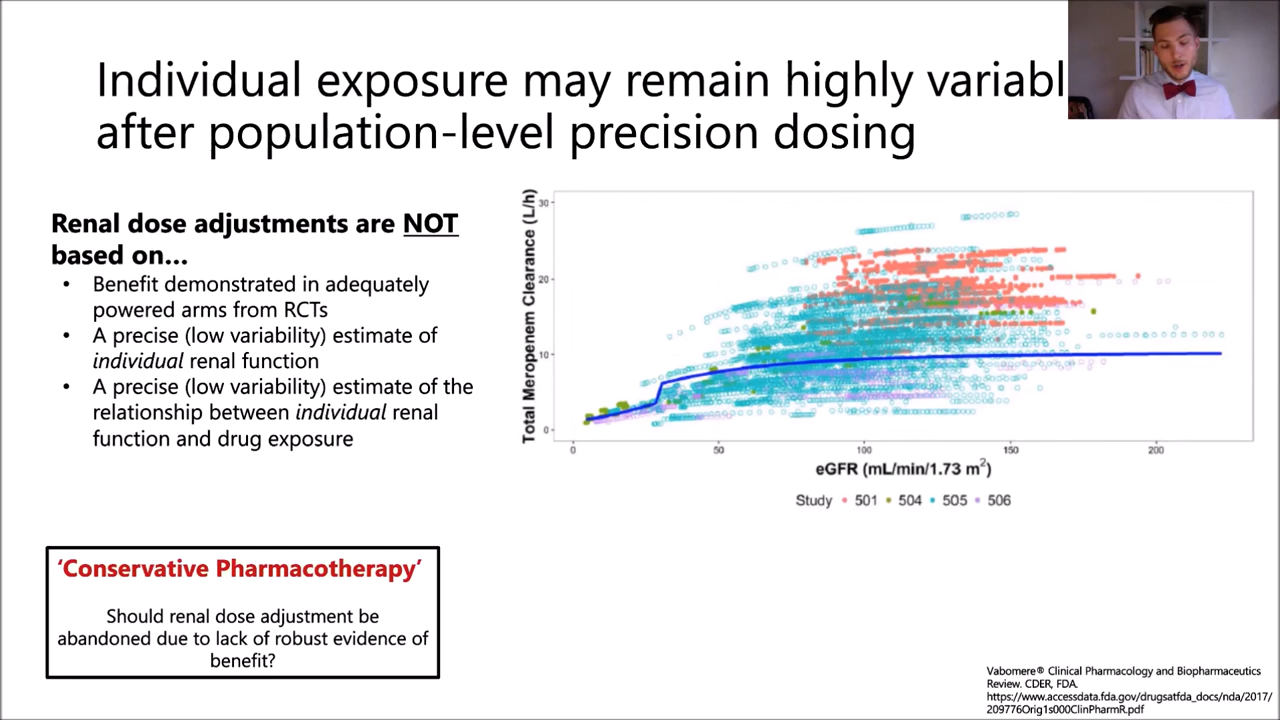 Individual exposure may remain highly variabl
after population-level precision dosing
Renal dose adjustments are NOT
based on...
• Benefit demonstrated in adequately
powered arms from RCTs
• A precise (low variability) estimate of
individual renal function
• A precise (low variability) estimate of the
relationship between individual renal
function and drug exposure
Total Meropenem Clearance (L/h)
30
20
10
0
0 50 100 150 200
eGFR (mL/min/1.73 m²)
Study 501 504 505 506
‘Conservative Pharmacotherapy’
Should renal dose adjustment be
abandoned due to lack of robust evidence of
benefit?
Vabomere® Clinical Pharmacology and Biopharmaceutics
Review. CDER, FDA.
https://www.accessdata.fda.gov/drugsatfda_docs/nda/2017/
209776Orig1s000ClinPharmR.pdf